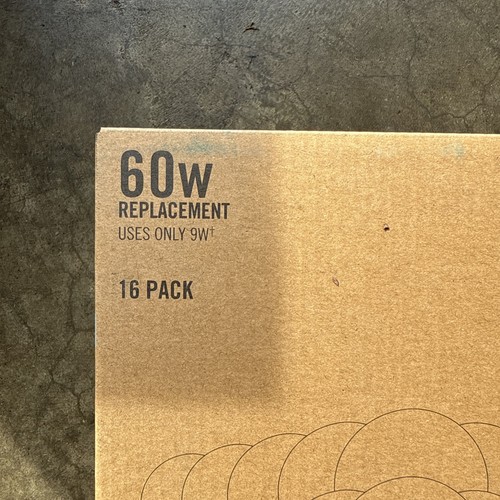 60W
REPLACEMENT
USES ONLY 9W†
16 PACK